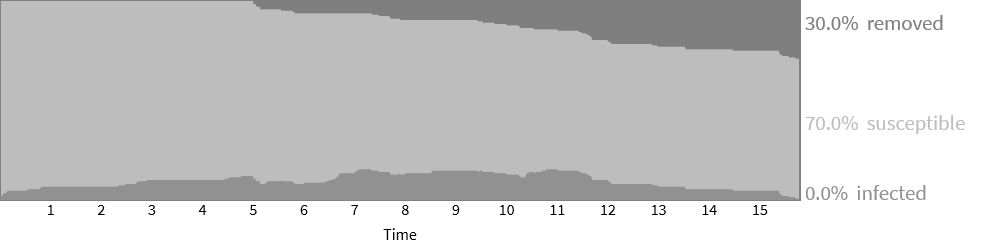 30.0% removed
70.0% susceptible
0.0% infected
1 2 3 4 5 6 7 8 9 10 11 12 13 14 15
Time